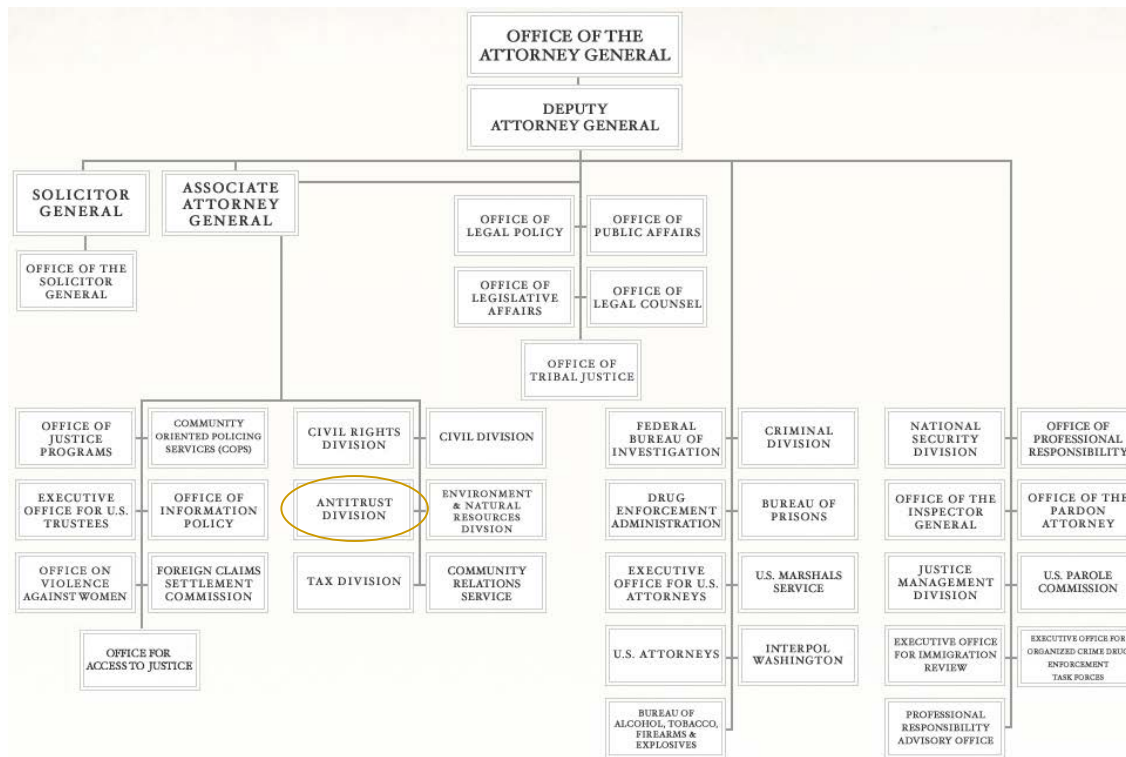 OFFICE OF THE
ATTORNEY GENERAL
DEPUTY
ATTORNEY GENERAL
SOLICITOR
GENERAL
ASSOCIATE
ATTORNEY
GENERAL
OFFICE OF THE
SOLICITOR
GENERAL
OFFICE OF
LEGAL POLICY
OFFICE OF
PUBLIC AFFAIRS
OFFICE OF
LEGISLATIVE
AFFAIRS
OFFICE OF
LEGAL COUNSEL
OFFICE OF
TRIBAL JUSTICE
OFFICE OF
JUSTICE
PROGRAMS
COMMUNITY
ORIENTED POLICING
SERVICES (COPS)
CIVIL RIGHTS
DIVISION
CIVIL DIVISION
FEDERAL
BUREAU OF
INVESTIGATION
CRIMINAL
DIVISION
NATIONAL
SECURITY
DIVISION
OFFICE OF
PROFESSIONAL
RESPONSIBILITY
EXECUTIVE
OFFICE FOR U.S.
TRUSTEES
OFFICE OF
INFORMATION
POLICY
ANTITRUST
DIVISION
ENVIRONMENT
& NATURAL
RESOURCES
DIVSION
DRUG
ENFORCEMENT
ADMINISTRATION
BUREAU OF
PRISONS
OFFICE OF
THE INSPECTOR
GENERAL
OFFICE OF THE
PARDON
ATTORNEY
OFFICE ON
VIOLENCE
AGAINST WOMEN
FOREIGN CLAIMS
SETTLEMENT
COMMISSION
TAX DIVISION
COMMUNITY
RELATIONS
SERVICE
EXECUTIVE
OFFICE FOR U.S.
ATTORNEYS
U.S. MARSHALS
SERVICE
JUSTICE
MANAGEMENT
DIVISION
U.S. PAROLE
COMMISSION
OFFICE FOR
ACCESS TO JUSTICE
U.S. ATTORNEYS
INTERPOL
WASHINGTON
EXECUTIVE OFFICE
FOR IMMIGRATION
REVIEW
EXECUTIVE OFFICE FOR
ORGANIZED CRIME DRUG
ENFORCEMENT
TASK FORCES
BUREAU OF
ALCOHOL, TOBACCO,
FIREARMS &
EXPLOSIVES
PROFESSIONAL
RESPONSIBILITY
ADVISORY OFFICE